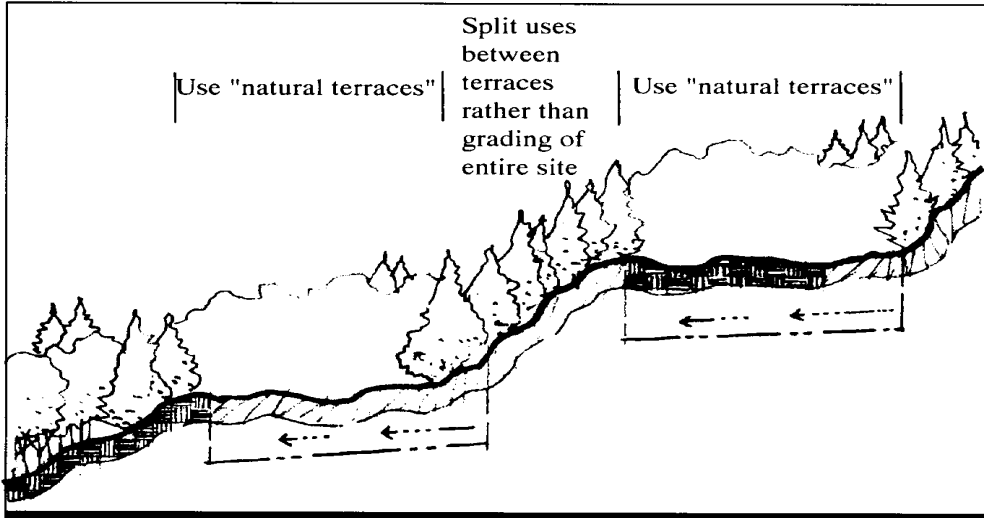 Use "natural terraces"
Split uses
between
terraces
rather than
grading of
entire site
Use "natural terraces"